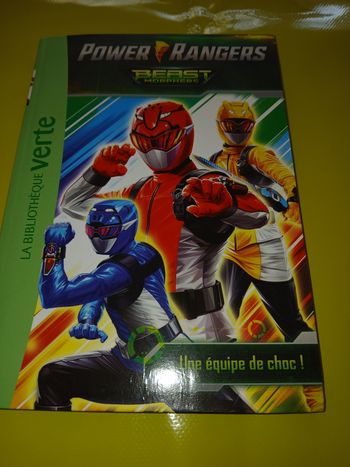 POWER RANGERS
BEAST
MORPHERS
LA BIBLIOTHÈQUE verte
Une équipe de choc !